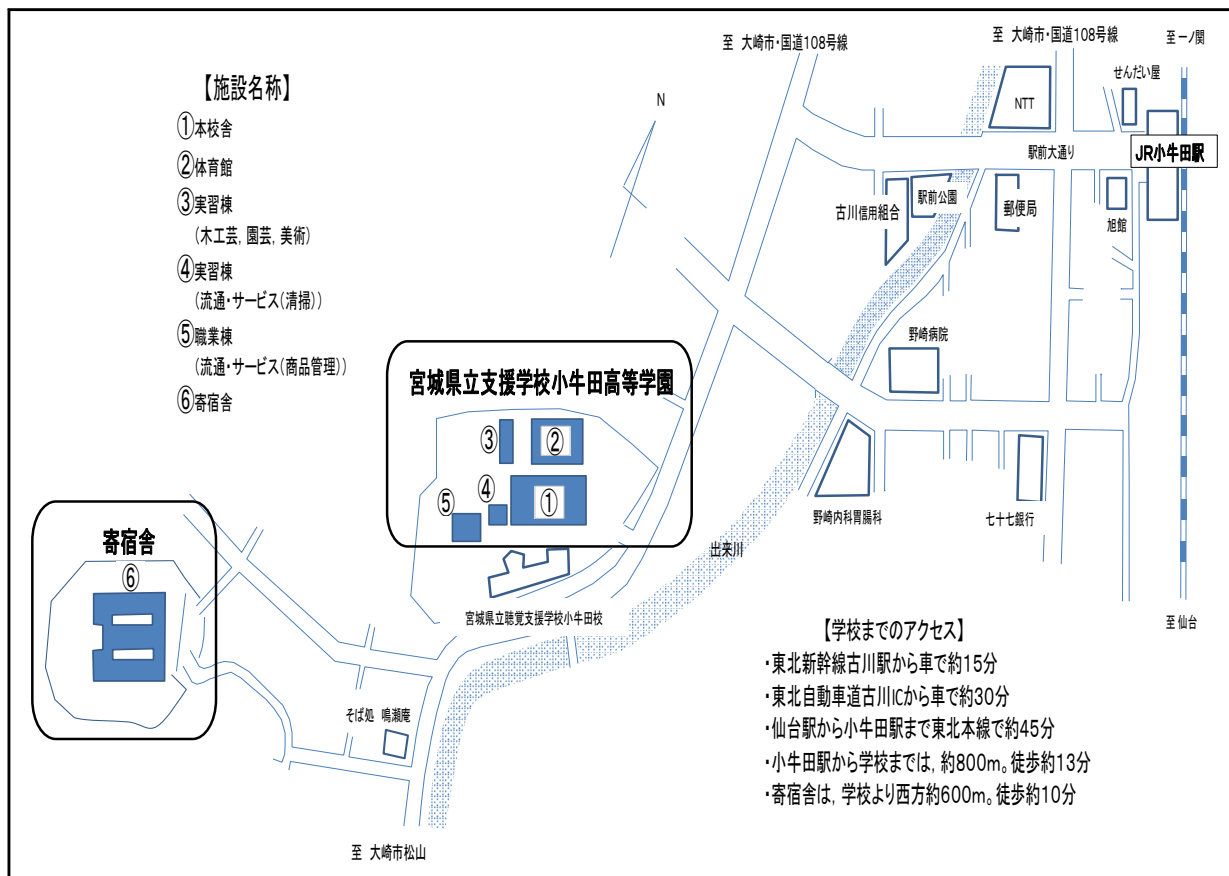 至 大崎市・国道108号線
至 大崎市・国道108号線
至 一ノ関
せんだい屋
【施設名称】
N
NTT
①本校舎
駅前大通り
JR小牛田駅
②体育館
③実習棟
(木工芸, 園芸, 美術)
古川信用組合
駅前公園
郵便局
旭館
④実習棟
(流通・サービス(清掃))
⑤職業棟
(流通・サービス(商品管理))
⑥寄宿舎
野崎病院
宮城県立支援学校小牛田高等学園
③
②
④
①
⑤
野崎内科胃腸科
七十七銀行
寄宿舎
⑥
出来川
宮城県立聴覚支援学校小牛田校
至 仙台
そば処 鳴瀬庵
【学校までのアクセス】
・東北新幹線古川駅から車で約15分
・東北自動車道古川ICから車で約30分
・仙台駅から小牛田駅まで東北本線で約45分
・小牛田駅から学校までは, 約800m。徒歩約13分
・寄宿舎は, 学校より西方約600m。徒歩約10分
至 大崎市松山